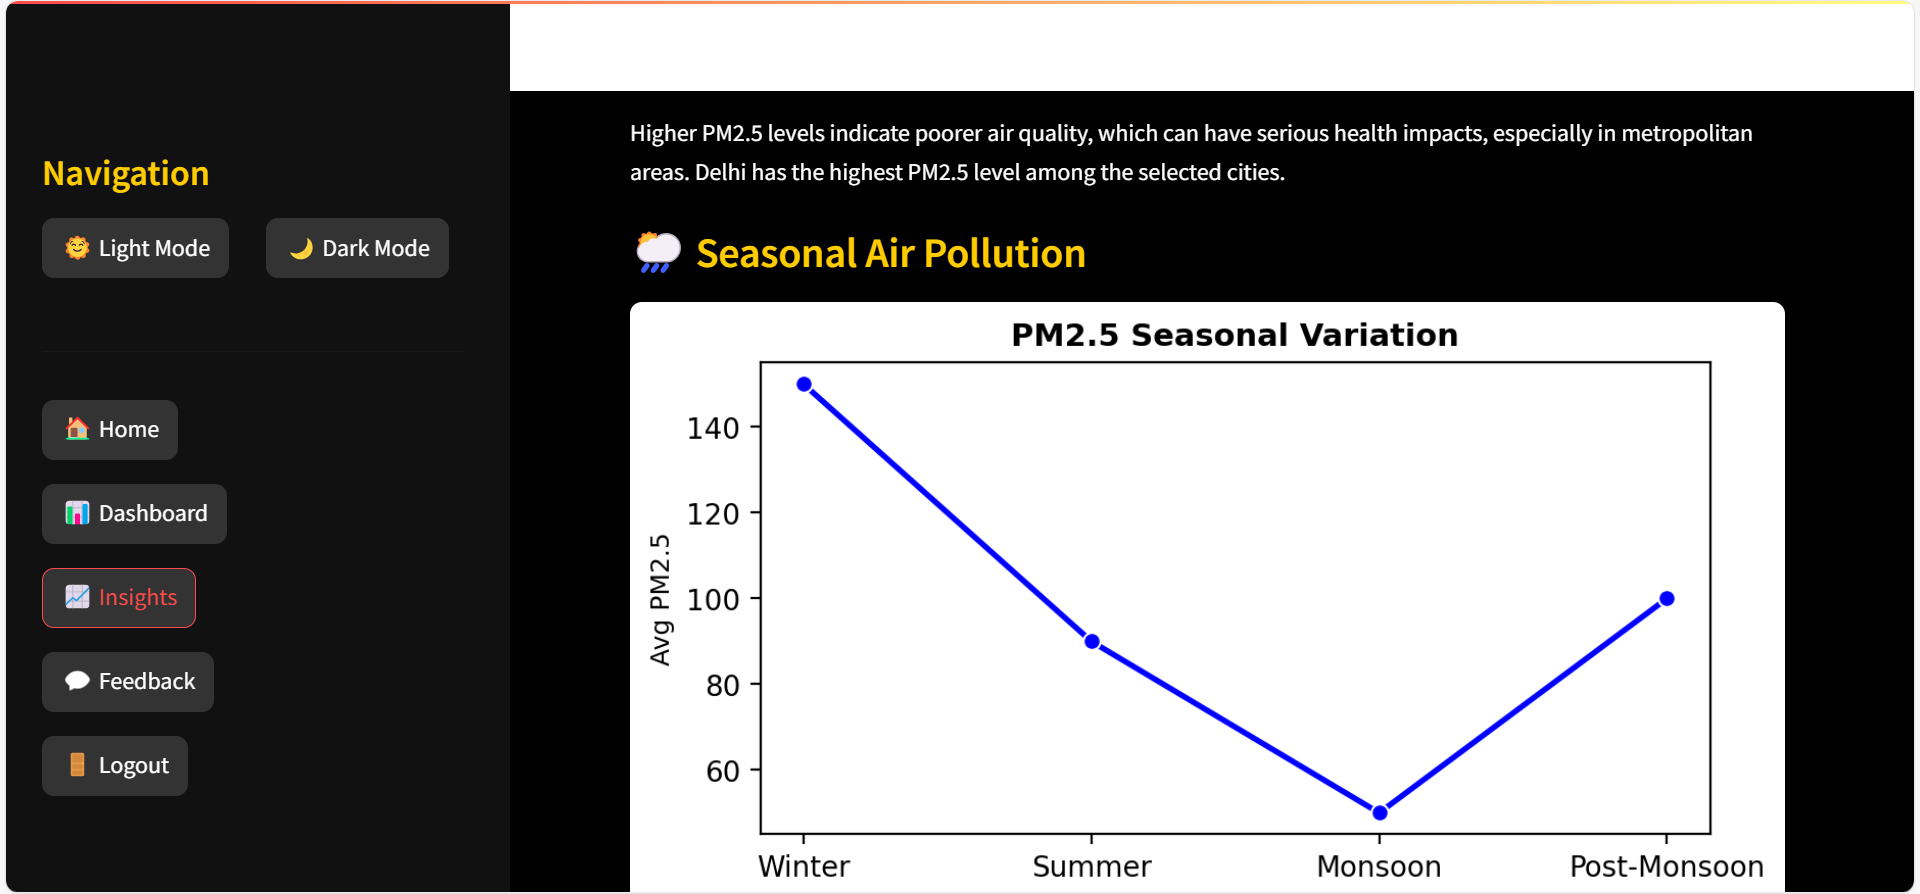 Navigation
Light Mode
Dark Mode
Home
Dashboard
Insights
Feedback
Logout
Higher PM2.5 levels indicate poorer air quality, which can have serious health impacts, especially in metropolitan
areas. Delhi has the highest PM2.5 level among the selected cities.
Seasonal Air Pollution
PM2.5 Seasonal Variation
Avg PM2.5
140
120
100
80
60
Winter
Summer
Monsoon
Post-Monsoon